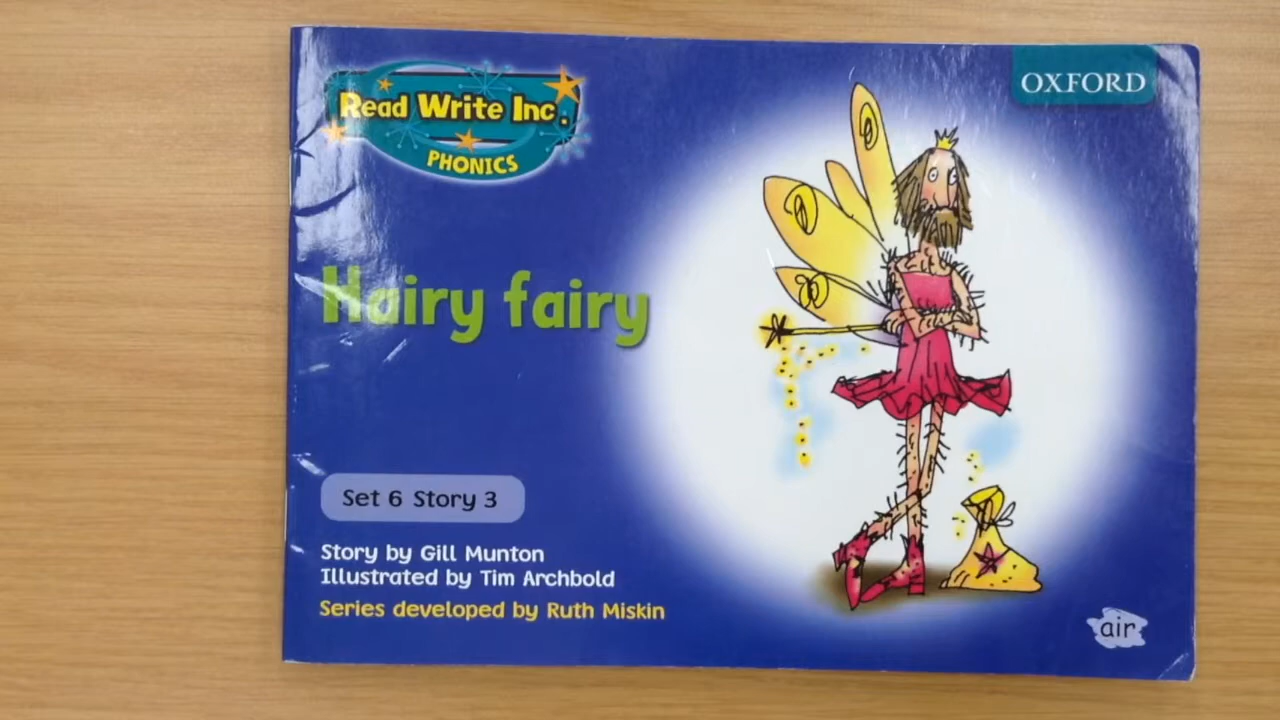 Read Write Inc.
PHONICS
OXFORD
Hairy fairy
Set 6 Story 3
Story by Gill Munton
Illustrated by Tim Archbold
Series developed by Ruth Miskin
air